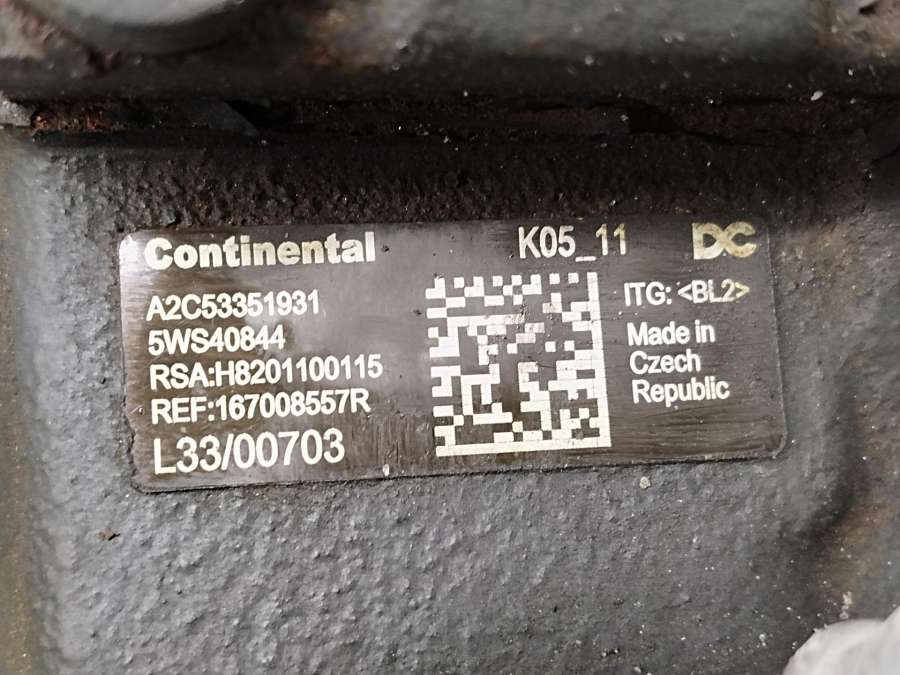 Continental
K05_11
DC
A2C53351931
5WS40844
RSA:H8201100115
REF:167008557R
L33/00703
ITG: <BL2>
Made in
Czech
Republic